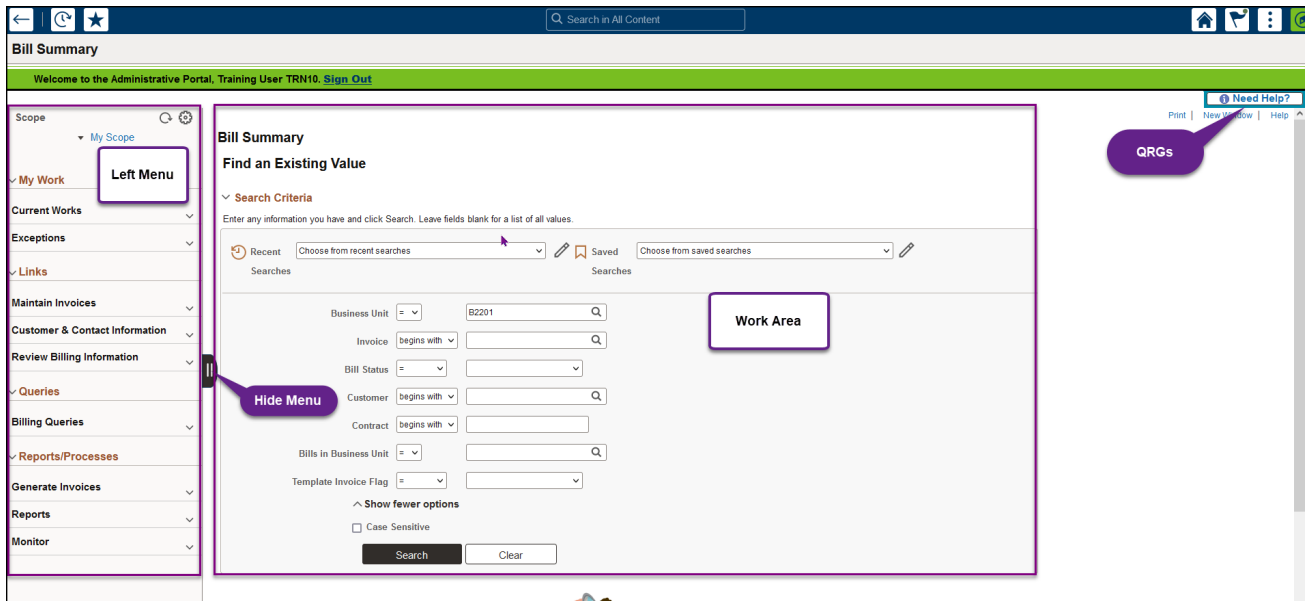 Search in All Content
Bill Summary
Welcome to the Administrative Portal, Training User TRN10. Sign Out
Need Help?
Print | New Window | Help
QRGs
Scope
My Scope
Left Menu
My Work
Current Works
Exceptions
Links
Maintain Invoices
Customer & Contact Information
Review Billing Information
Queries
Billing Queries
Reports/Processes
Generate Invoices
Reports
Monitor
Hide Menu
Bill Summary
Find an Existing Value
Search Criteria
Enter any information you have and click Search. Leave fields blank for a list of all values.
Recent Searches Choose from recent searches Saved Searches Choose from saved searches
Business Unit = B2201
Work Area
Invoice begins with
Bill Status =
Customer begins with
Contract begins with
Bills in Business Unit =
Template Invoice Flag =
Show fewer options
Case Sensitive
Search Clear